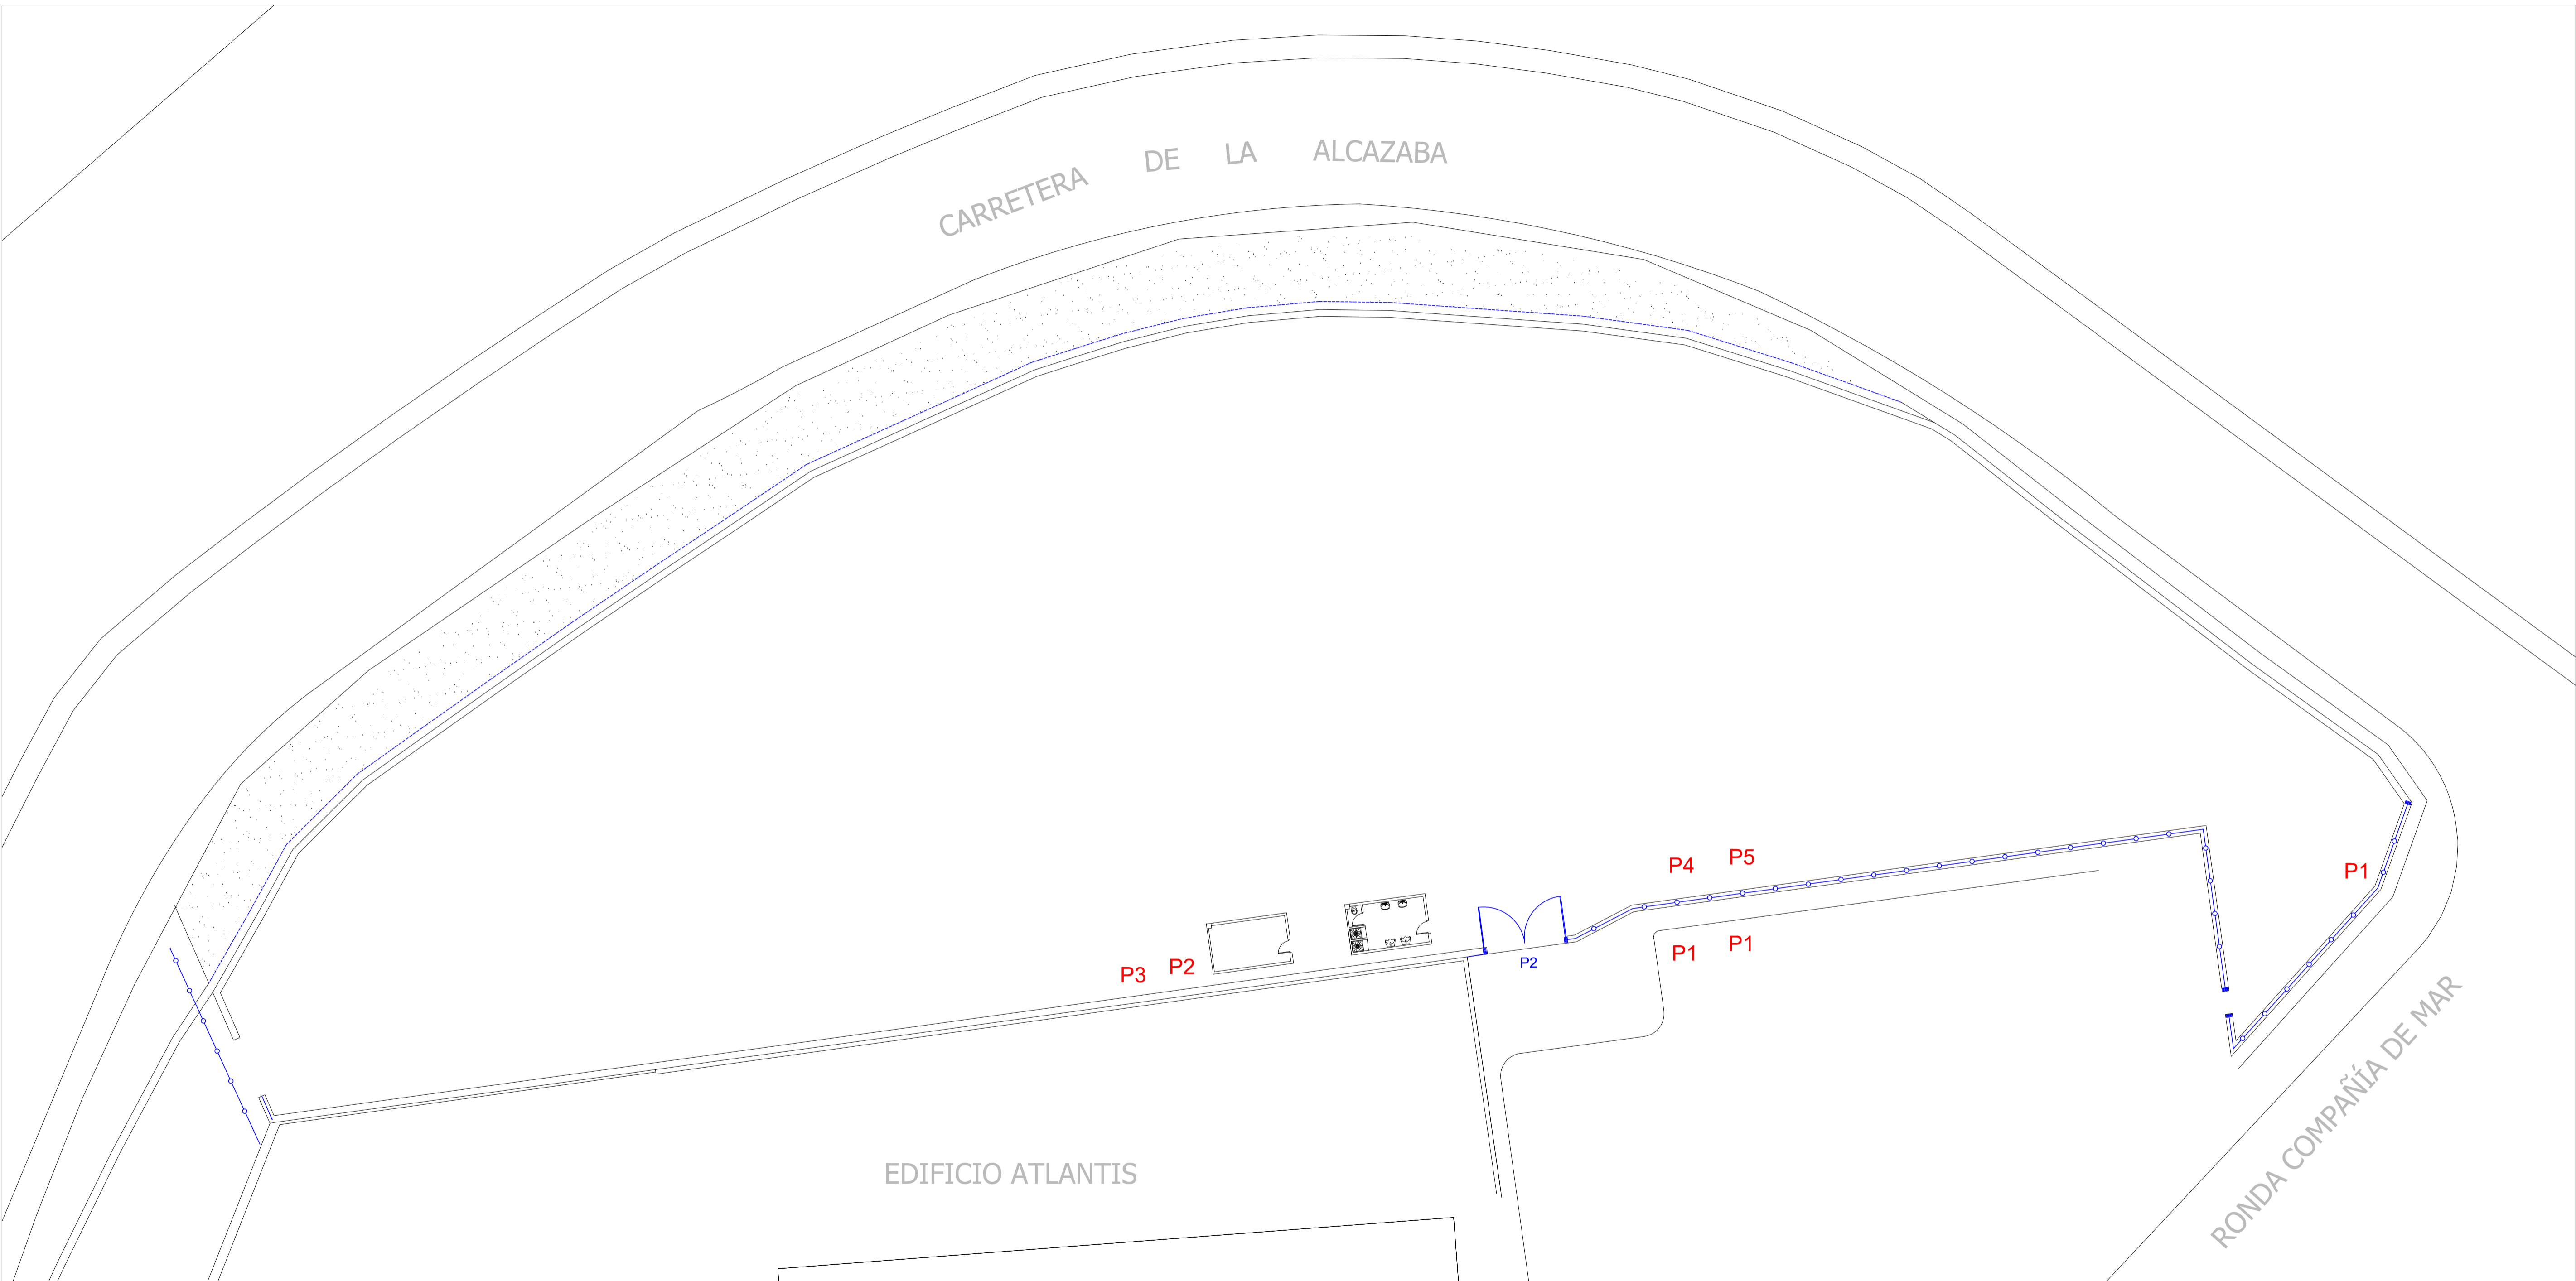 CARRETERA DE LA ALCAZABA
P4 P5
P1
P3 P2
P2
P1 P1
EDIFICIO ATLANTIS
RONDA COMPAÑÍA DE MAR